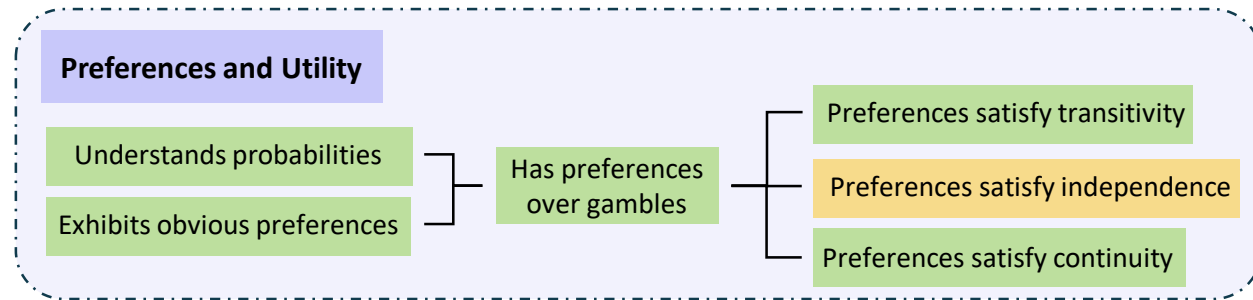 Preferences and Utility
Understands probabilities
Exhibits obvious preferences
Has preferences
over gambles
Preferences satisfy transitivity
Preferences satisfy independence
Preferences satisfy continuity